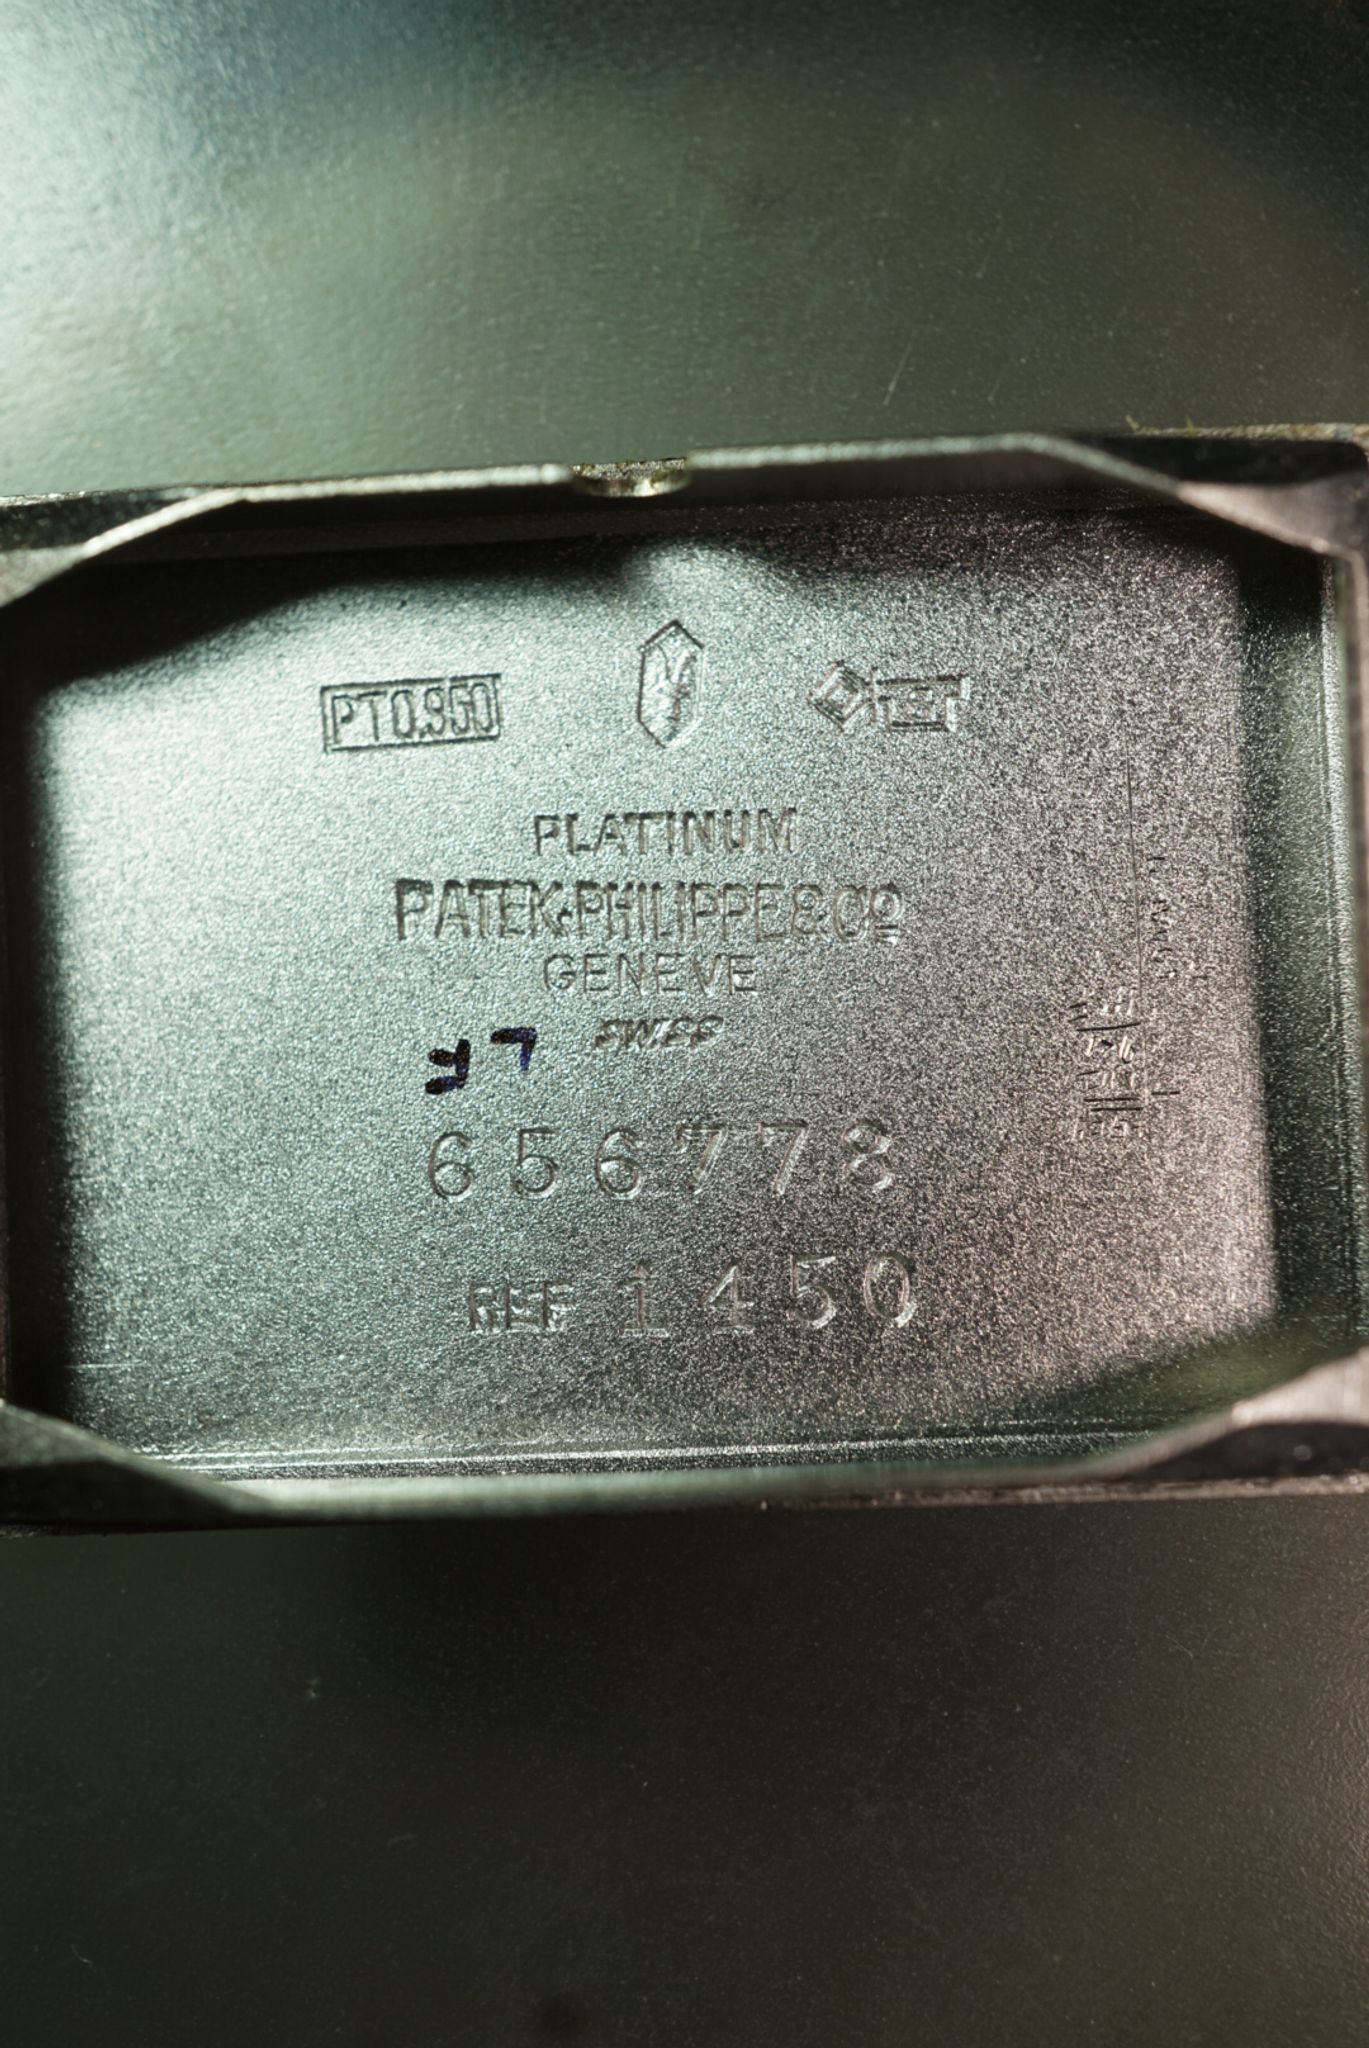 PT0.950
PLATINUM
PATEK·PHILIPPE&Cº
GENEVE
SWISS
656778
REF 1450